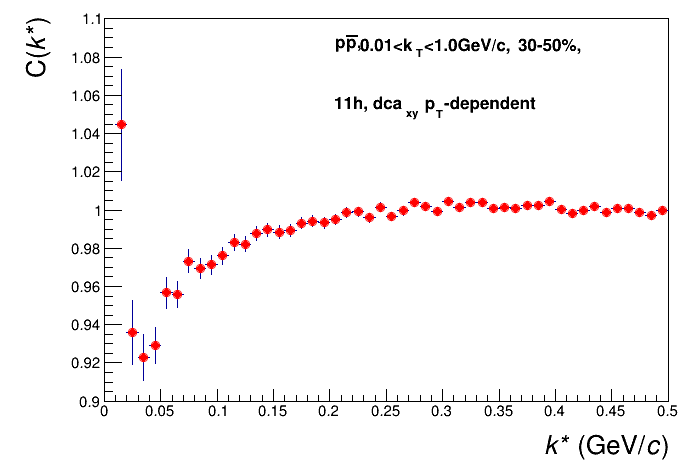 C(k*)
1.1
pp̅,0.01<k_T<1.0GeV/c, 30-50%,
1.08
1.06
11h, dca_xy p_T-dependent
1.04
1.02
1
0.98
0.96
0.94
0.92
0.9
0 0.05 0.1 0.15 0.2 0.25 0.3 0.35 0.4 0.45 0.5
k* (GeV/c)